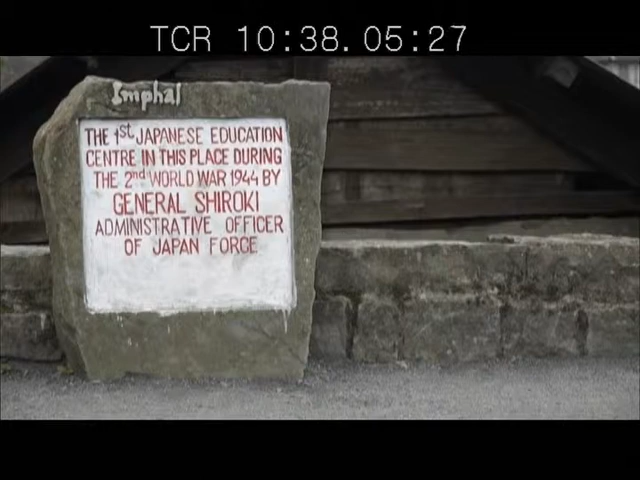 TCR 10:38.05:27
Imphal
THE 1st JAPANESE EDUCATION
CENTRE IN THIS PLACE DURING
THE 2nd WORLD WAR 1944 BY
GENERAL SHIROKI
ADMINISTRATIVE OFFICER
OF JAPAN FORCE